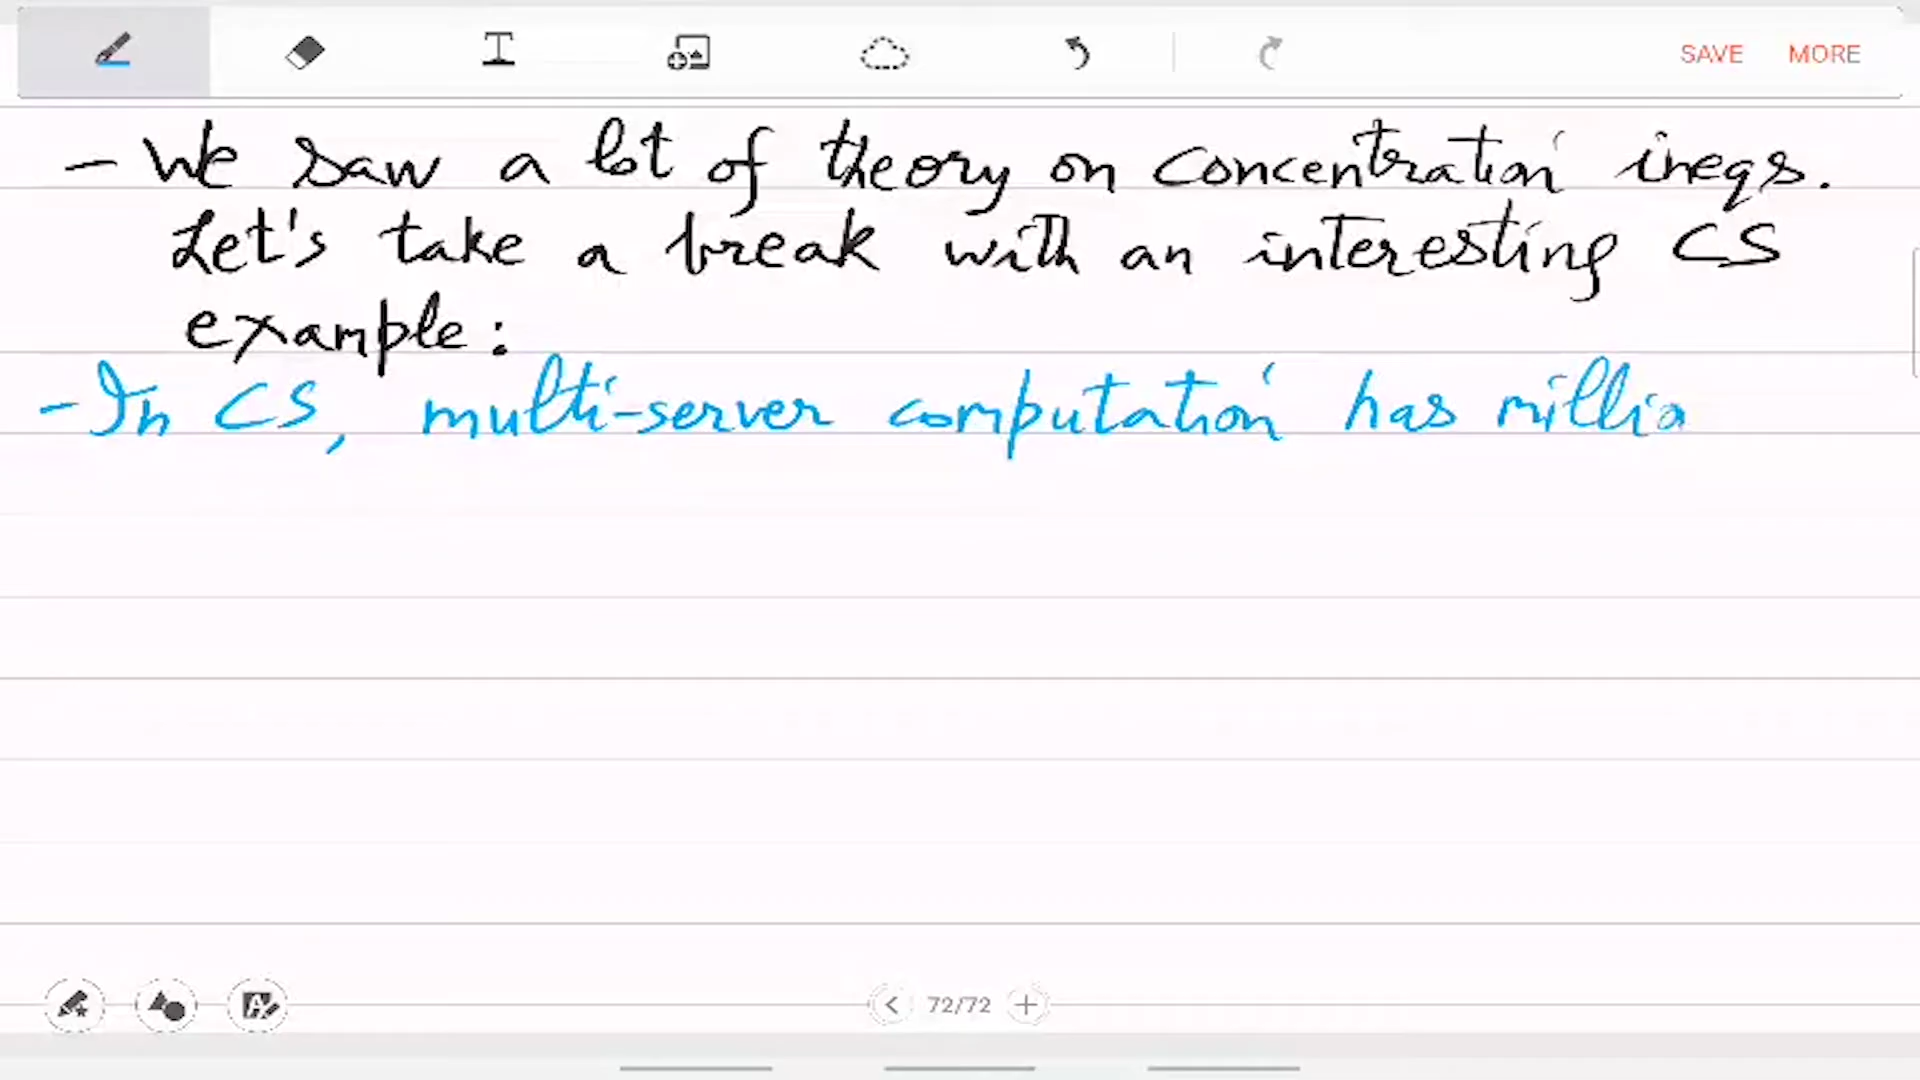 SAVE MORE
- We saw a lot of theory on concentration ineqs.
Let's take a break with an interesting CS
example:
- In CS, multi-server computation has millio
72/72